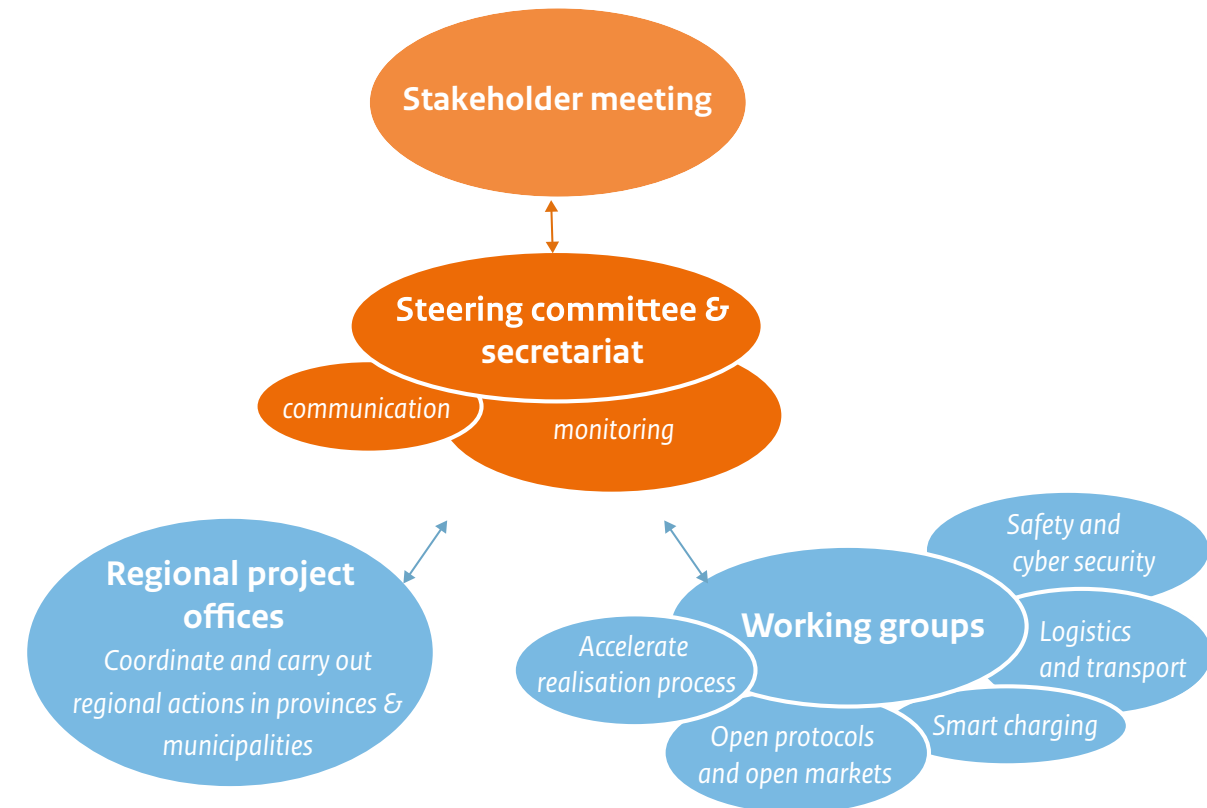 Stakeholder meeting
Steering committee &
secretariat
communication
monitoring
Regional project
offices
Coordinate and carry out
regional actions in provinces &
municipalities
Working groups
Safety and
cyber security
Logistics
and transport
Smart charging
Open protocols
and open markets
Accelerate
realisation process